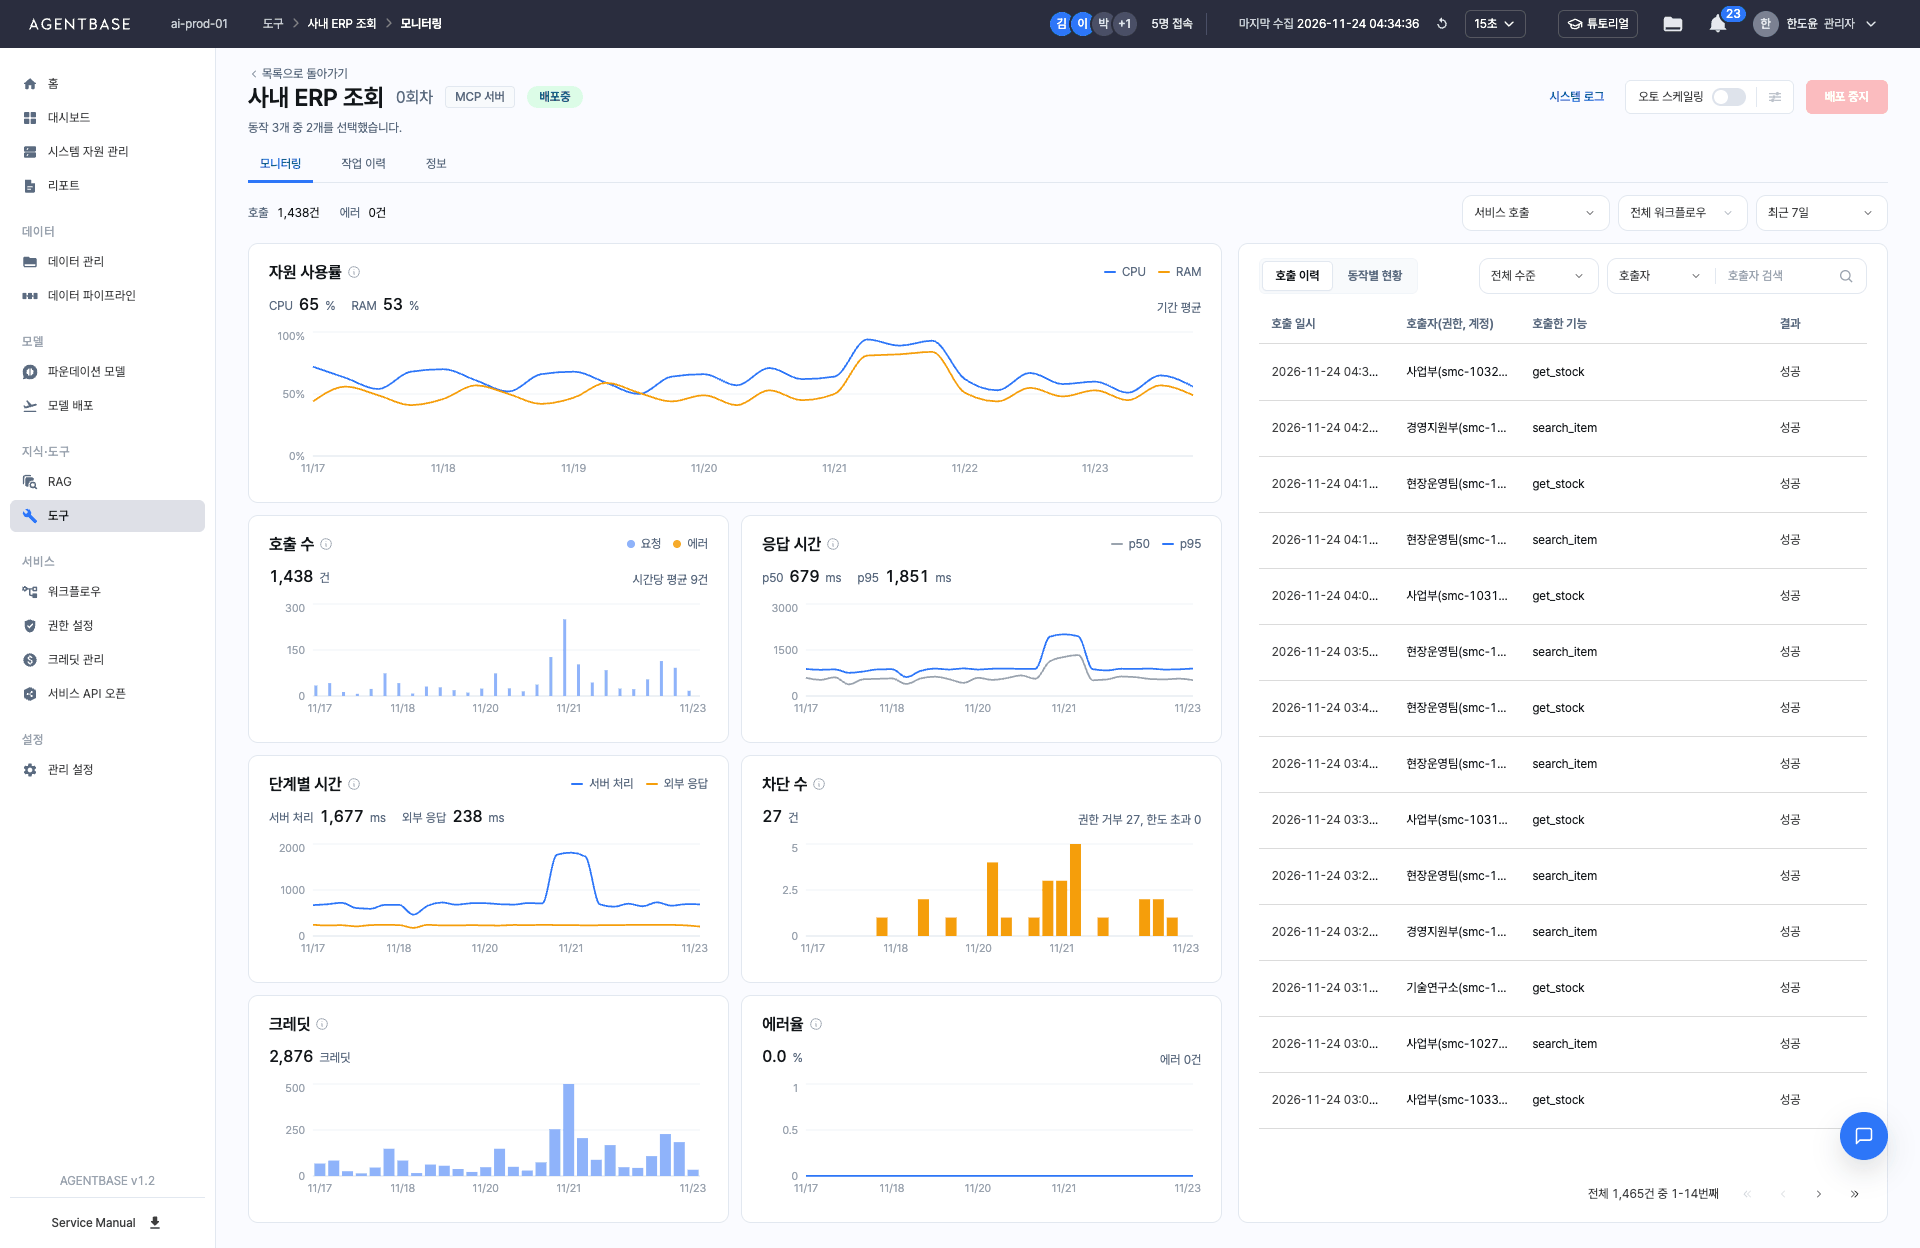 AGENTBASE
ai-prod-01
도구 > 사내 ERP 조회 > 모니터링
김 이 박 +1 5명 접속
마지막 수집 2026-11-24 04:34:36
15초
튜토리얼
23
한 한도윤 관리자
홈
대시보드
시스템 자원 관리
리포트
데이터
데이터 관리
데이터 파이프라인
모델
파운데이션 모델
모델 배포
지식·도구
RAG
도구
서비스
워크플로우
권한 설정
크레딧 관리
서비스 API 오픈
설정
관리 설정
AGENTBASE v1.2
Service Manual
목록으로 돌아가기
사내 ERP 조회 0회차 MCP 서버 배포중
동작 3개 중 2개를 선택했습니다.
시스템 로그
오토 스케일링
배포 중지
모니터링 작업 이력 정보
호출 1,438건 에러 0건
서비스 호출
전체 워크플로우
최근 7일
자원 사용률
CPU RAM
CPU 65 % RAM 53 %
기간 평균
100%
50%
0%
11/17 11/18 11/19 11/20 11/21 11/22 11/23
호출 수
요청 에러
1,438 건
시간당 평균 9건
300
150
0
11/17 11/18 11/20 11/21 11/23
응답 시간
p50 p95
p50 679 ms p95 1,851 ms
3000
1500
0
11/17 11/18 11/20 11/21 11/23
단계별 시간
서버 처리 외부 응답
서버 처리 1,677 ms 외부 응답 238 ms
2000
1000
0
11/17 11/18 11/20 11/21 11/23
차단 수
27 건
권한 거부 27, 한도 초과 0
5
2.5
0
11/17 11/18 11/20 11/21 11/23
크레딧
2,876 크레딧
500
250
0
11/17 11/18 11/20 11/21 11/23
에러율
0.0 %
에러 0건
1
0.5
0
11/17 11/18 11/20 11/21 11/23
호출 이력 동작별 현황
전체 수준
호출자
호출자 검색
호출 일시 호출자(권한, 계정) 호출한 기능 결과
2026-11-24 04:3... 사업부(smc-1032... get_stock 성공
2026-11-24 04:2... 경영지원부(smc-1... search_item 성공
2026-11-24 04:1... 현장운영팀(smc-1... get_stock 성공
2026-11-24 04:1... 현장운영팀(smc-1... search_item 성공
2026-11-24 04:0... 사업부(smc-1031... get_stock 성공
2026-11-24 03:5... 현장운영팀(smc-1... search_item 성공
2026-11-24 03:4... 현장운영팀(smc-1... get_stock 성공
2026-11-24 03:4... 현장운영팀(smc-1... search_item 성공
2026-11-24 03:3... 사업부(smc-1031... get_stock 성공
2026-11-24 03:2... 현장운영팀(smc-1... search_item 성공
2026-11-24 03:2... 경영지원부(smc-1... search_item 성공
2026-11-24 03:1... 기술연구소(smc-1... get_stock 성공
2026-11-24 03:0... 사업부(smc-1027... search_item 성공
2026-11-24 03:0... 사업부(smc-1033... get_stock 성공
전체 1,465건 중 1-14번째